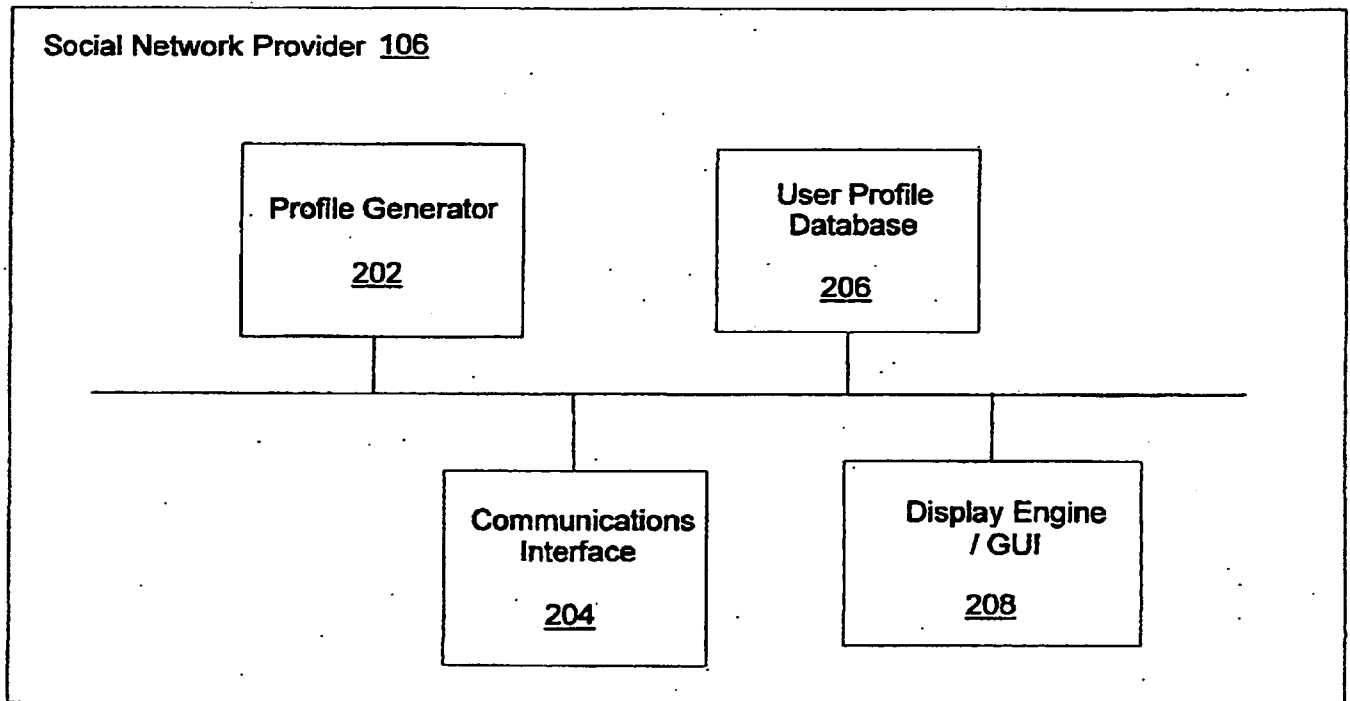 Social Network Provider 106
Profile Generator
202
User Profile
Database
206
Communications
Interface
204
Display Engine
/ GUI
208